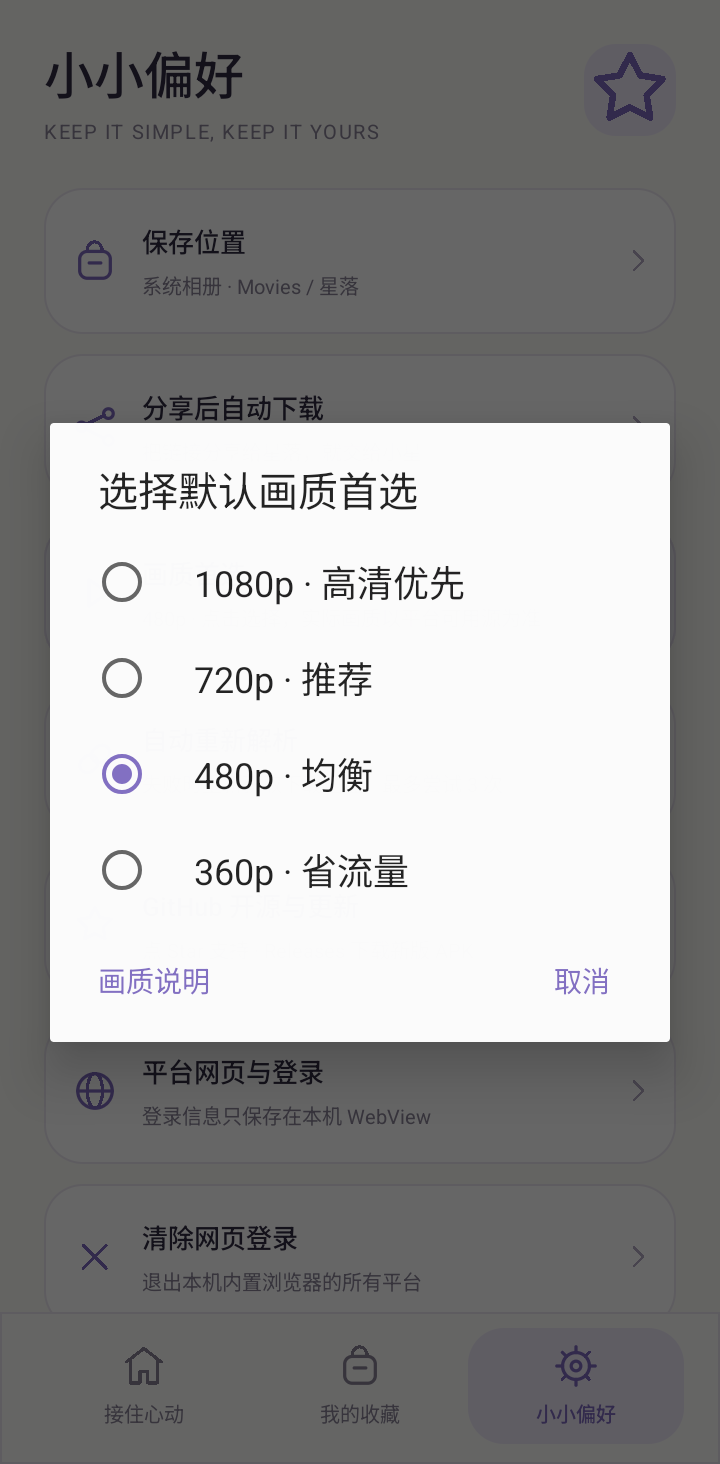 小小偏好
KEEP IT SIMPLE, KEEP IT YOURS
保存位置
系统相册 · Movies / 星落
分享后自动下载
选择默认画质首选
1080p · 高清优先
720p · 推荐
480p · 均衡
360p · 省流量
画质说明
取消
平台网页与登录
登录信息只保存在本机 WebView
清除网页登录
退出本机内置浏览器的所有平台
接住心动
我的收藏
小小偏好